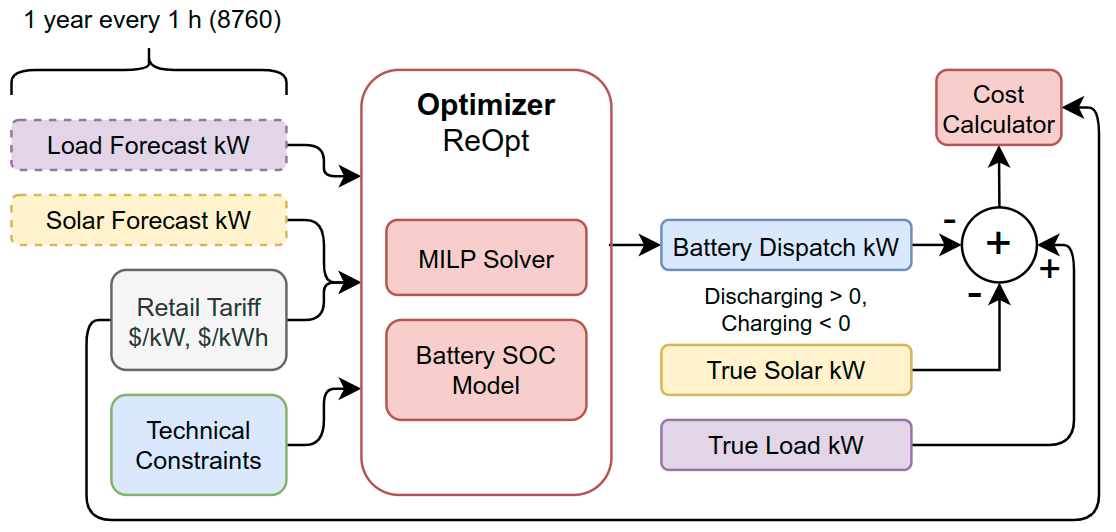 1 year every 1 h (8760)
Load Forecast kW
Solar Forecast kW
Retail Tariff
$/kW, $/kWh
Technical
Constraints
Optimizer
ReOpt
MILP Solver
Battery SOC
Model
Battery Dispatch kW
Discharging > 0,
Charging < 0
True Solar kW
True Load kW
Cost
Calculator
-
+
+
-